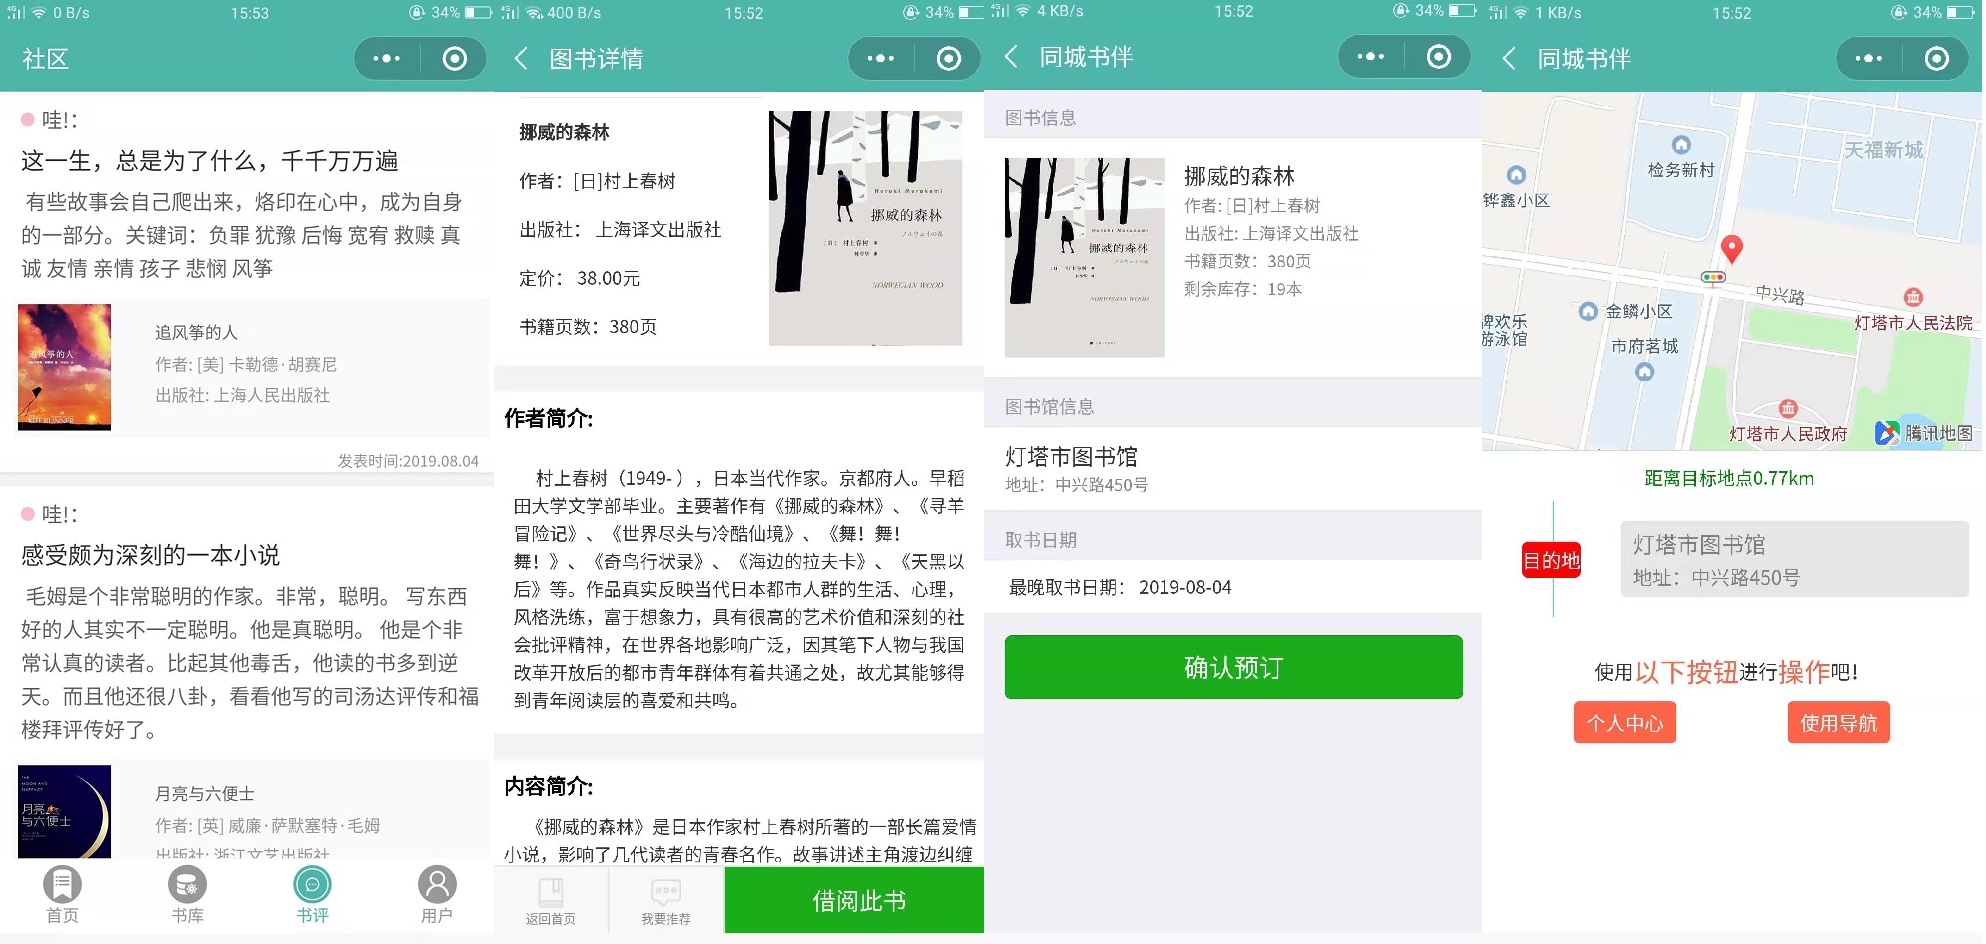 0 B/s
15:53
34%
社区
哇!:
这一生，总是为了什么，千千万万遍
有些故事会自己爬出来，烙印在心中，成为自身
的一部分。关键词：负罪 犹豫 后悔 宽宥 救赎 真
诚 友情 亲情 孩子 悲悯 风筝
追风筝的人
追风筝的人
作者: [美] 卡勒德·胡赛尼
出版社: 上海人民出版社
发表时间:2019.08.04
哇!:
感受颇为深刻的一本小说
毛姆是个非常聪明的作家。非常，聪明。 写东西
好的人其实不一定聪明。他是真聪明。 他是个非
常认真的读者。比起其他毒舌，他读的书多到逆
天。而且他还很八卦，看看他写的司汤达评传和福
楼拜评传好了。
月亮
与六便士
月亮与六便士
作者: [英] 威廉·萨默塞特·毛姆
出版社: 浙江文艺出版社
首页
书库
书评
用户
400 B/s
15:52
34%
图书详情
挪威的森林
作者：[日]村上春树
出版社： 上海译文出版社
定价： 38.00元
书籍页数：380页
Haruki Murakami
挪威的森林
NORWEGIAN WOOD
作者简介:
村上春树（1949- ），日本当代作家。京都府人。早稻
田大学文学部毕业。主要著作有《挪威的森林》、《寻羊
冒险记》、《世界尽头与冷酷仙境》、《舞！舞！
舞！》、《奇鸟行状录》、《海边的拉夫卡》、《天黑以
后》等。作品真实反映当代日本都市人群的生活、心理，
风格洗练，富于想象力，具有很高的艺术价值和深刻的社
会批评精神，在世界各地影响广泛，因其笔下人物与我国
改革开放后的都市青年群体有着共通之处，故尤其能够得
到青年阅读层的喜爱和共鸣。
内容简介:
《挪威的森林》是日本作家村上春树所著的一部长篇爱情
小说，影响了几代读者的青春名作。故事讲述主角渡边纠缠
返回首页
我要推荐
借阅此书
4 KB/s
15:52
34%
同城书伴
图书信息
Haruki Murakami
挪威的森林
NORWEGIAN WOOD
挪威的森林
作者: [日]村上春树
出版社: 上海译文出版社
书籍页数：380页
剩余库存：19本
图书馆信息
灯塔市图书馆
地址：中兴路450号
取书日期
最晚取书日期： 2019-08-04
确认预订
1 KB/s
15:52
34%
同城书伴
天福新城
检务新村
铧鑫小区
中兴路
金鳞小区
灯塔市人民法院
牌欢乐
游泳馆
市府茗城
灯塔市人民政府
腾讯地图
距离目标地点0.77km
目的地
灯塔市图书馆
地址：中兴路450号
使用以下按钮进行操作吧!
个人中心
使用导航